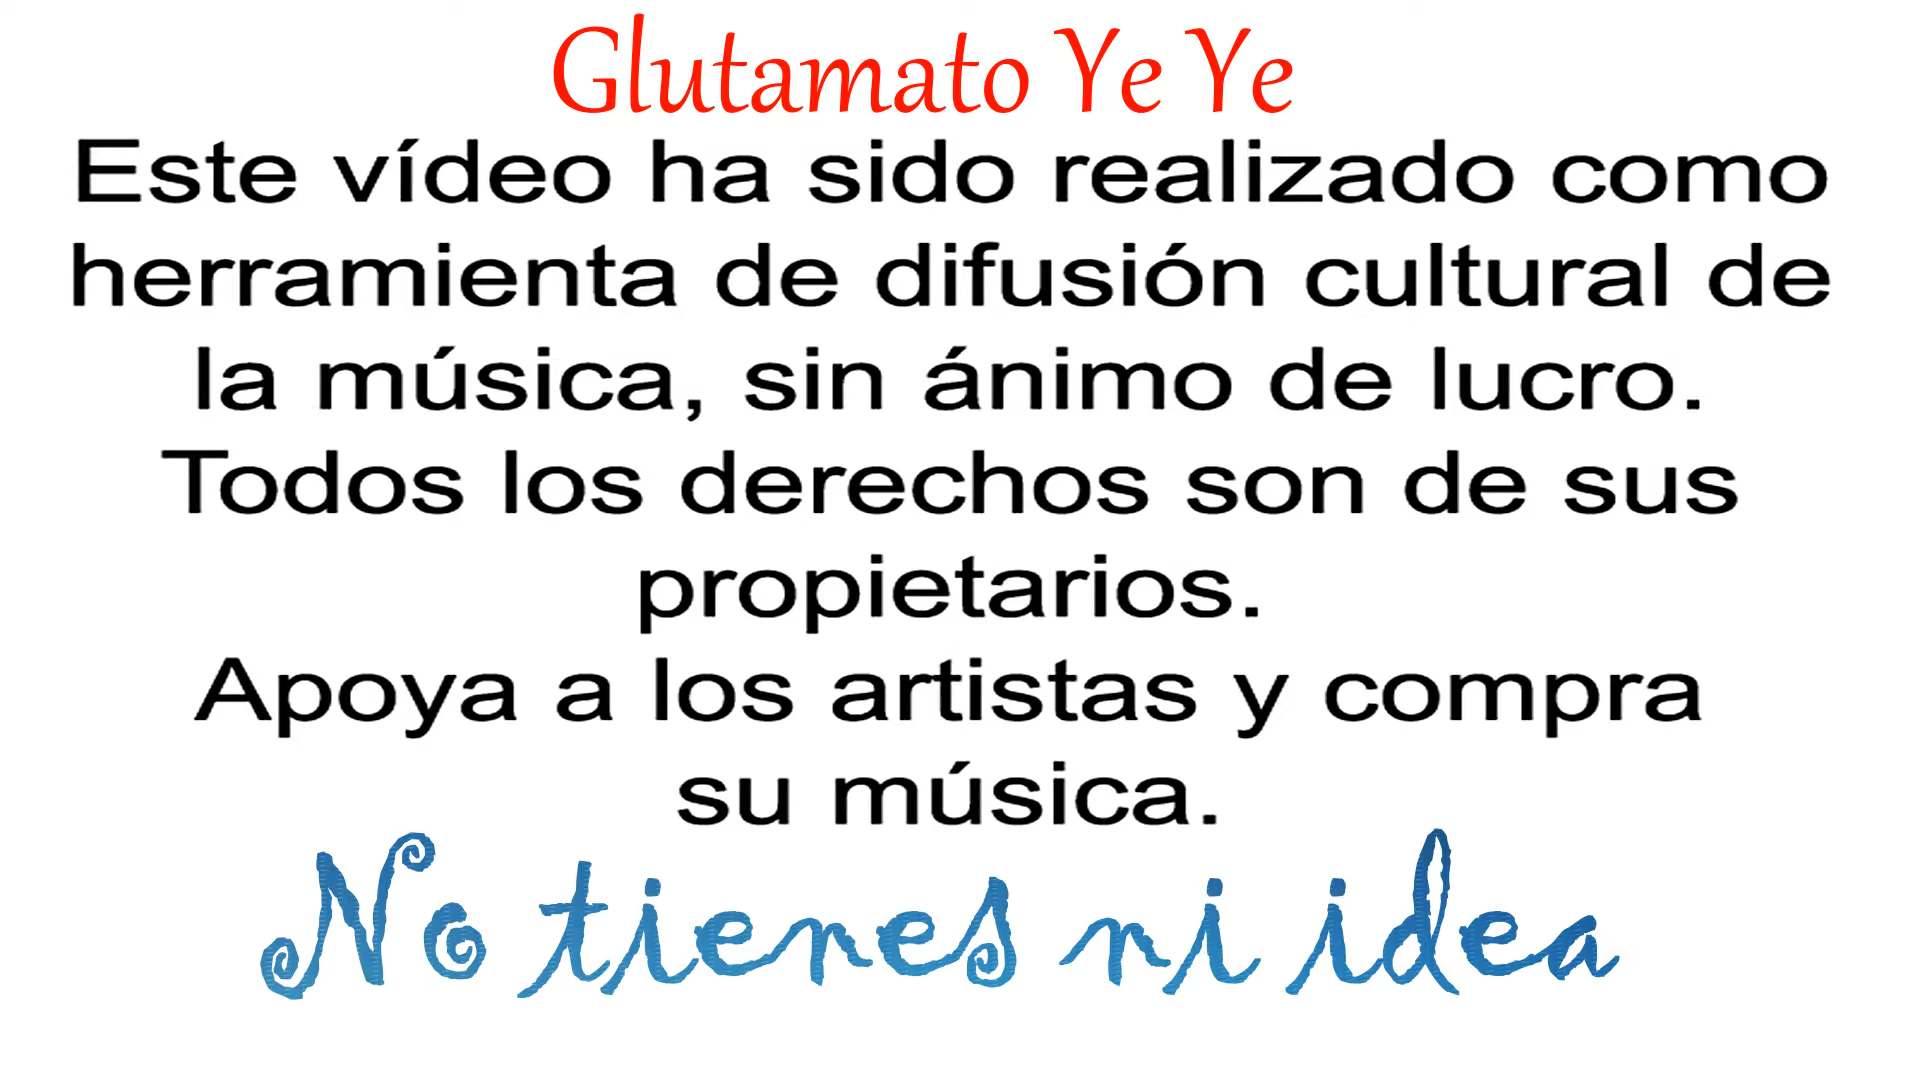 Glutamato Ye Ye
Este vídeo ha sido realizado como
herramienta de difusión cultural de
la música, sin ánimo de lucro.
Todos los derechos son de sus
propietarios.
Apoya a los artistas y compra
su música.
No tienes ni idea